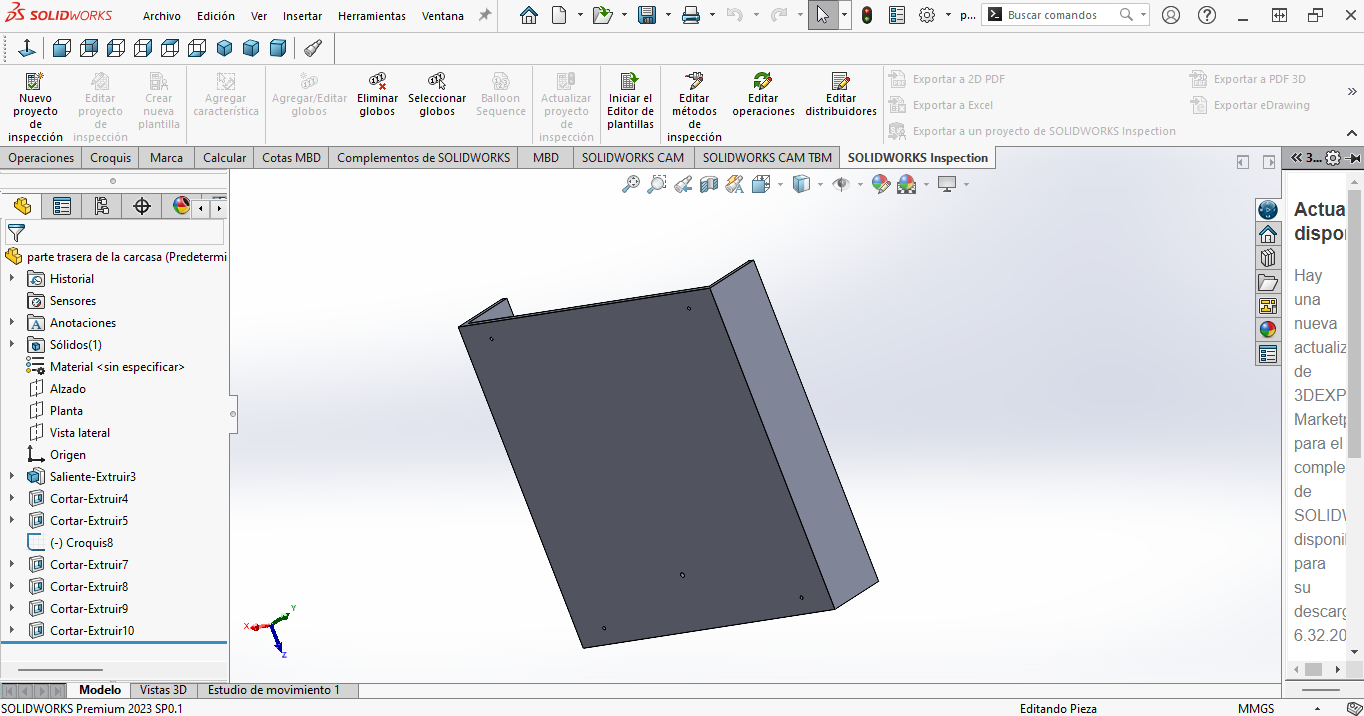 SOLIDWORKS Archivo Edición Ver Insertar Herramientas Ventana p... Buscar comandos
Nuevo proyecto de inspección
Editar proyecto de inspección
Crear nueva plantilla
Agregar característica
Agregar/Editar globos
Eliminar globos
Seleccionar globos
Balloon Sequence
Actualizar proyecto de inspección
Iniciar el Editor de plantillas
Editar métodos de inspección
Editar operaciones
Editar distribuidores
Exportar a 2D PDF
Exportar a Excel
Exportar a un proyecto de SOLIDWORKS Inspection
Exportar a PDF 3D
Exportar eDrawing
Operaciones Croquis Marca Calcular Cotas MBD Complementos de SOLIDWORKS MBD SOLIDWORKS CAM SOLIDWORKS CAM TBM SOLIDWORKS Inspection
3...
parte trasera de la carcasa (Predetermi
Historial
Sensores
Anotaciones
Sólidos(1)
Material <sin especificar>
Alzado
Planta
Vista lateral
Origen
Saliente-Extruir3
Cortar-Extruir4
Cortar-Extruir5
(-) Croquis8
Cortar-Extruir7
Cortar-Extruir8
Cortar-Extruir9
Cortar-Extruir10
X
Y
Z
Actua
dispo
Hay
una
nueva
actualiz
de
3DEXP
Market
para el
comple
de
SOLID
disponi
para
su
descarg
6.32.20
Modelo Vistas 3D Estudio de movimiento 1
SOLIDWORKS Premium 2023 SP0.1 Editando Pieza MMGS